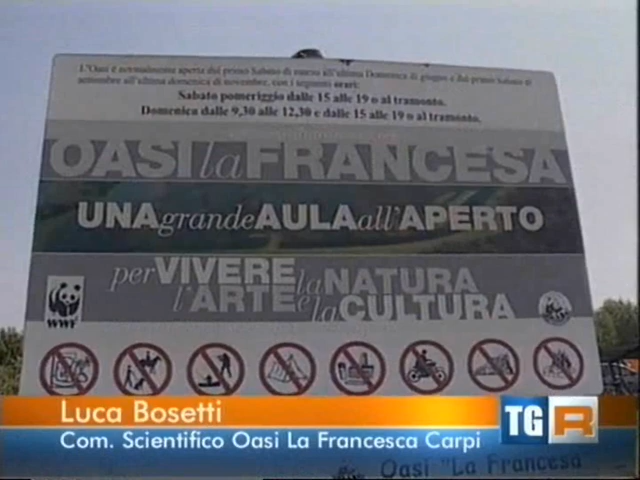 L'Oasi è normalmente aperta dal primo Sabato di marzo all'ultima Domenica di giugno e dal primo Sabato di
settembre all'ultima domenica di novembre, con i seguenti orari:
Sabato pomeriggio dalle 15 alle 19 o al tramonto.
Domenica dalle 9,30 alle 12,30 e dalle 15 alle 19 o al tramonto.
OASI la FRANCESA
UNA grande AULA all'APERTO
per VIVERE la NATURA
l'ARTE e la CULTURA
WWF
Luca Bosetti
Com. Scientifico Oasi La Francesca Carpi
TGR
Oasi "La Francesa